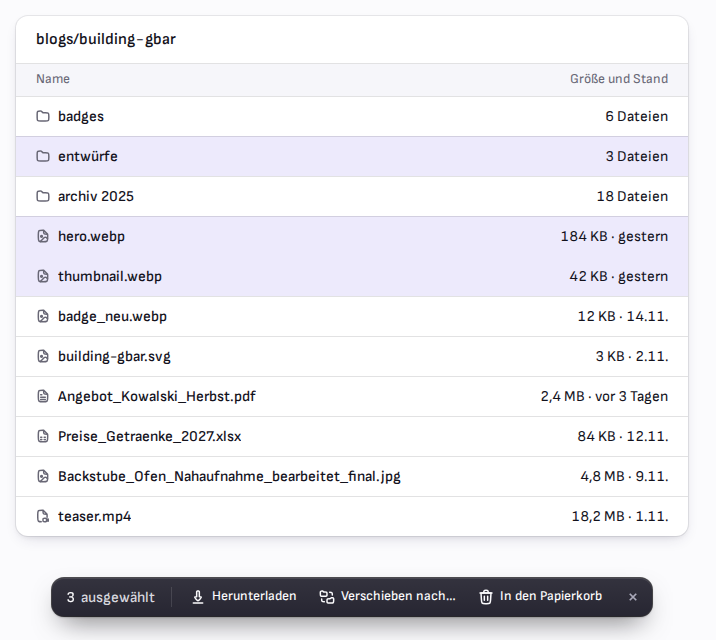 blogs/building-gbar
Name Größe und Stand
badges 6 Dateien
entwürfe 3 Dateien
archiv 2025 18 Dateien
hero.webp 184 KB · gestern
thumbnail.webp 42 KB · gestern
badge_neu.webp 12 KB · 14.11.
building-gbar.svg 3 KB · 2.11.
Angebot_Kowalski_Herbst.pdf 2,4 MB · vor 3 Tagen
Preise_Getraenke_2027.xlsx 84 KB · 12.11.
Backstube_Ofen_Nahaufnahme_bearbeitet_final.jpg 4,8 MB · 9.11.
teaser.mp4 18,2 MB · 1.11.
3 ausgewählt Herunterladen Verschieben nach… In den Papierkorb ×